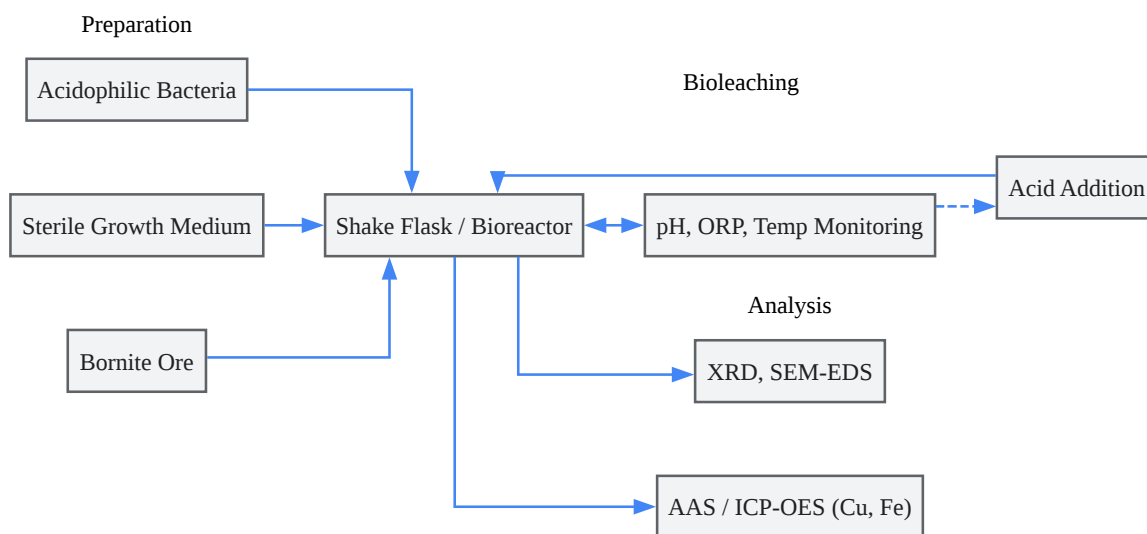 Preparation
Acidophilic Bacteria
Bioleaching
Acid Addition
Sterile Growth Medium
Shake Flask / Bioreactor
pH, ORP, Temp Monitoring
Analysis
Bornite Ore
XRD, SEM-EDS
AAS / ICP-OES (Cu, Fe)